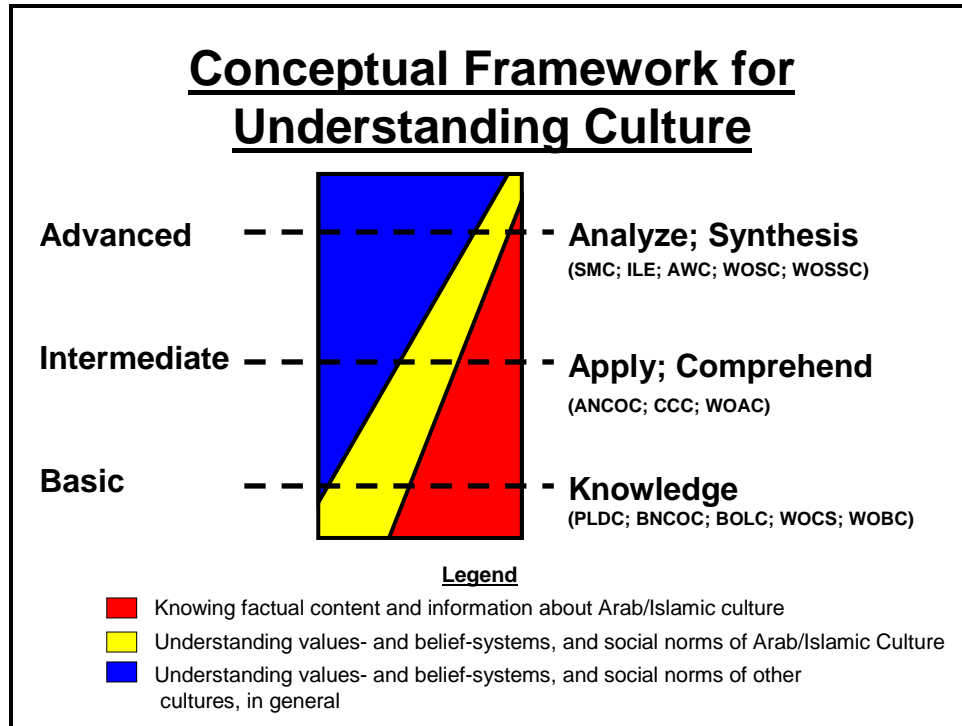 Conceptual Framework for
Understanding Culture
Advanced
Analyze; Synthesis
(SMC; ILE; AWC; WOSC; WOSSC)
Intermediate
Apply; Comprehend
(ANCOC; CCC; WOAC)
Basic
Knowledge
(PLDC; BNCOC; BOLC; WOCS; WOBC)
Legend
Knowing factual content and information about Arab/Islamic culture
Understanding values- and belief-systems, and social norms of Arab/Islamic Culture
Understanding values- and belief-systems, and social norms of other
cultures, in general